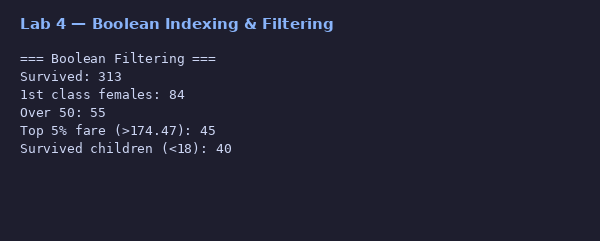 Lab 4 — Boolean Indexing & Filtering
=== Boolean Filtering ===
Survived: 313
1st class females: 84
Over 50: 55
Top 5% fare (>174.47): 45
Survived children (<18): 40